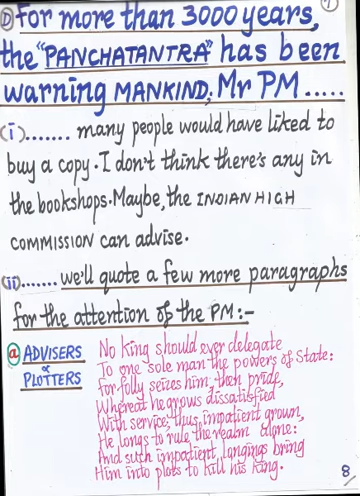 7
(D) For more than 3000 years,
the "PANCHATANTRA" has been
warning MANKIND, Mr PM .....
(i)....... many people would have liked to
buy a copy. I don't think there's any in
the bookshops. Maybe, the INDIAN HIGH
COMMISSION can advise.
(ii)....... we'll quote a few more paragraphs
for the attention of the PM:-
(a) ADVISERS or PLOTTERS
No king should ever delegate
To one sole man the powers of State:
For folly seizes him, then pride,
Whereat he grows dissatisfied
With service, thus impatient grown,
He longs to rule the realm alone:
And such impatient longings bring
Him into plots to kill his king.
8